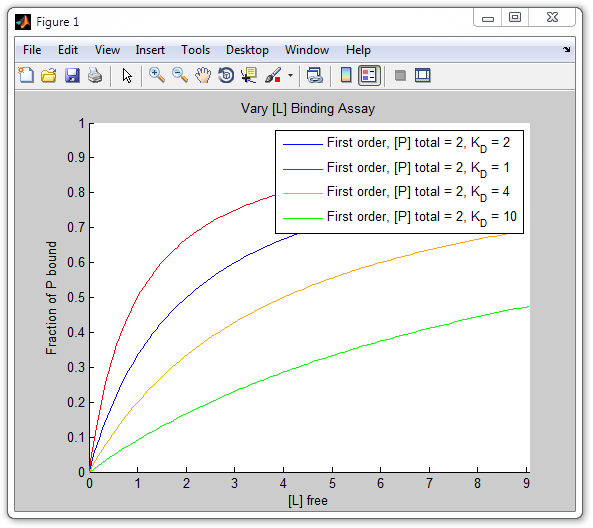 Figure 1
File Edit View Insert Tools Desktop Window Help
Vary [L] Binding Assay
First order, [P] total = 2, K_D = 2
First order, [P] total = 2, K_D = 1
First order, [P] total = 2, K_D = 4
First order, [P] total = 2, K_D = 10
Fraction of P bound
1
0.9
0.8
0.7
0.6
0.5
0.4
0.3
0.2
0.1
0
0 1 2 3 4 5 6 7 8 9
[L] free